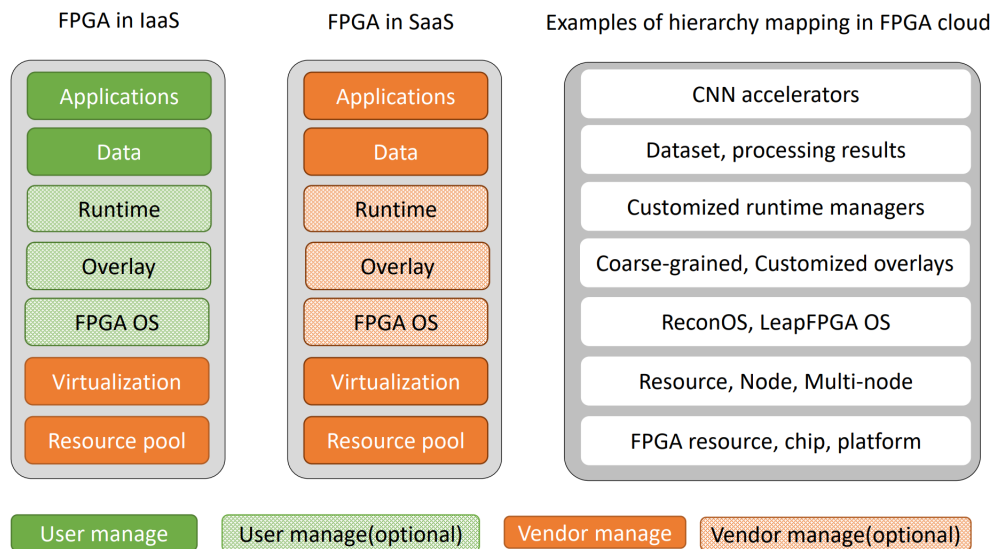 FPGA in IaaS
FPGA in SaaS
Examples of hierarchy mapping in FPGA cloud
Applications
Data
Runtime
Overlay
FPGA OS
Virtualization
Resource pool
Applications
Data
Runtime
Overlay
FPGA OS
Virtualization
Resource pool
CNN accelerators
Dataset, processing results
Customized runtime managers
Coarse-grained, Customized overlays
ReconOS, LeapFPGA OS
Resource, Node, Multi-node
FPGA resource, chip, platform
User manage
User manage(optional)
Vendor manage
Vendor manage(optional)